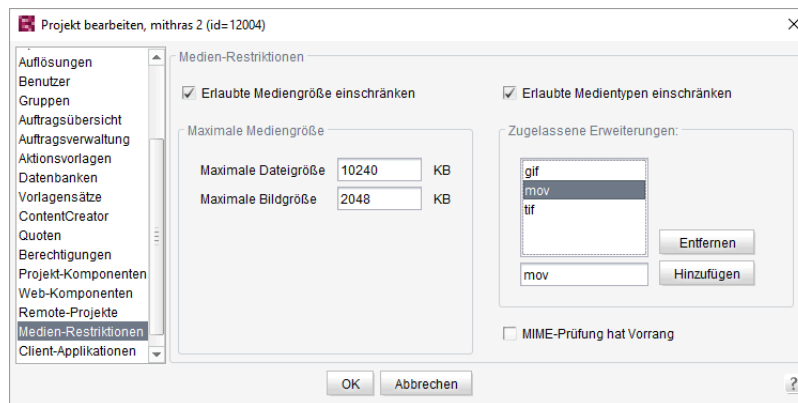 Projekt bearbeiten, mithras 2 (id=12004)
Auflösungen
Benutzer
Gruppen
Auftragsübersicht
Auftragsverwaltung
Aktionsvorlagen
Datenbanken
Vorlagensätze
ContentCreator
Quoten
Berechtigungen
Projekt-Komponenten
Web-Komponenten
Remote-Projekte
Medien-Restriktionen
Client-Applikationen
Medien-Restriktionen
Erlaubte Mediengröße einschränken
Maximale Mediengröße
Maximale Dateigröße 10240 KB
Maximale Bildgröße 2048 KB
Erlaubte Medientypen einschränken
Zugelassene Erweiterungen:
gif
mov
tif
Entfernen
mov Hinzufügen
MIME-Prüfung hat Vorrang
OK Abbrechen
?